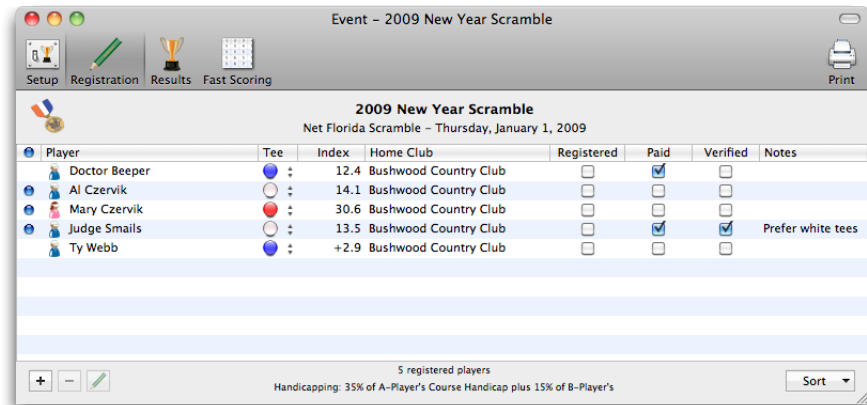 Event – 2009 New Year Scramble
Setup Registration Results Fast Scoring Print
2009 New Year Scramble
Net Florida Scramble – Thursday, January 1, 2009
Player Tee Index Home Club Registered Paid Verified Notes
Doctor Beeper 12.4 Bushwood Country Club
Al Czervik 14.1 Bushwood Country Club
Mary Czervik 30.6 Bushwood Country Club
Judge Smails 13.5 Bushwood Country Club Prefer white tees
Ty Webb +2.9 Bushwood Country Club
5 registered players
Handicapping: 35% of A-Player's Course Handicap plus 15% of B-Player's
Sort